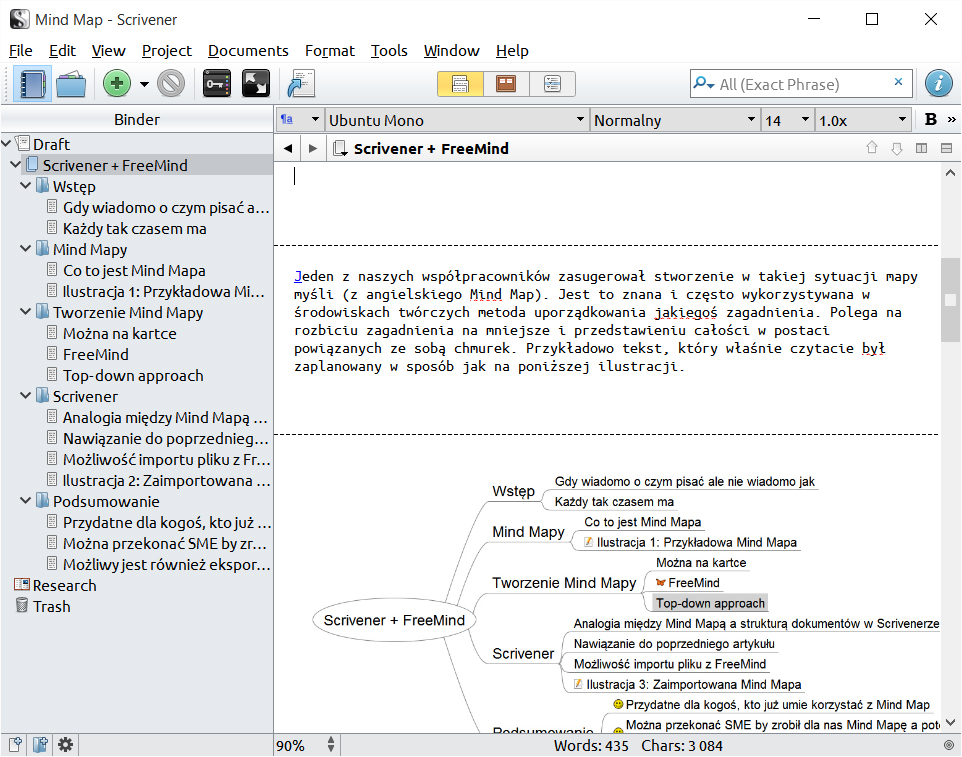 Mind Map - Scrivener
File Edit View Project Documents Format Tools Window Help
All (Exact Phrase)
Binder
¶a Ubuntu Mono Normalny 14 1.0x B »
Scrivener + FreeMind
Draft
Scrivener + FreeMind
Wstęp
Gdy wiadomo o czym pisać a...
Każdy tak czasem ma
Mind Mapy
Co to jest Mind Mapa
Ilustracja 1: Przykładowa Mi...
Tworzenie Mind Mapy
Można na kartce
FreeMind
Top-down approach
Scrivener
Analogia między Mind Mapą ...
Nawiązanie do poprzednieg...
Możliwość importu pliku z Fr...
Ilustracja 2: Zaimportowana ...
Podsumowanie
Przydatne dla kogoś, kto już ...
Można przekonać SME by zr...
Możliwy jest również ekspor...
Research
Trash
Jeden z naszych współpracowników zasugerował stworzenie w takiej sytuacji mapy
myśli (z angielskiego Mind Map). Jest to znana i często wykorzystywana w
środowiskach twórczych metoda uporządkowania jakiegoś zagadnienia. Polega na
rozbiciu zagadnienia na mniejsze i przedstawieniu całości w postaci
powiązanych ze sobą chmurek. Przykładowo tekst, który właśnie czytacie był
zaplanowany w sposób jak na poniższej ilustracji.
Scrivener + FreeMind
Wstęp
Gdy wiadomo o czym pisać ale nie wiadomo jak
Każdy tak czasem ma
Mind Mapy
Co to jest Mind Mapa
Ilustracja 1: Przykładowa Mind Mapa
Tworzenie Mind Mapy
Można na kartce
FreeMind
Top-down approach
Scrivener
Analogia między Mind Mapą a strukturą dokumentów w Scrivenerze
Nawiązanie do poprzedniego artykułu
Możliwość importu pliku z FreeMind
Ilustracja 3: Zaimportowana Mind Mapa
Podsumowanie
Przydatne dla kogoś, kto już umie korzystać z Mind Map
Można przekonać SME by zrobił dla nas Mind Mapę a pot
90% Words: 435 Chars: 3 084